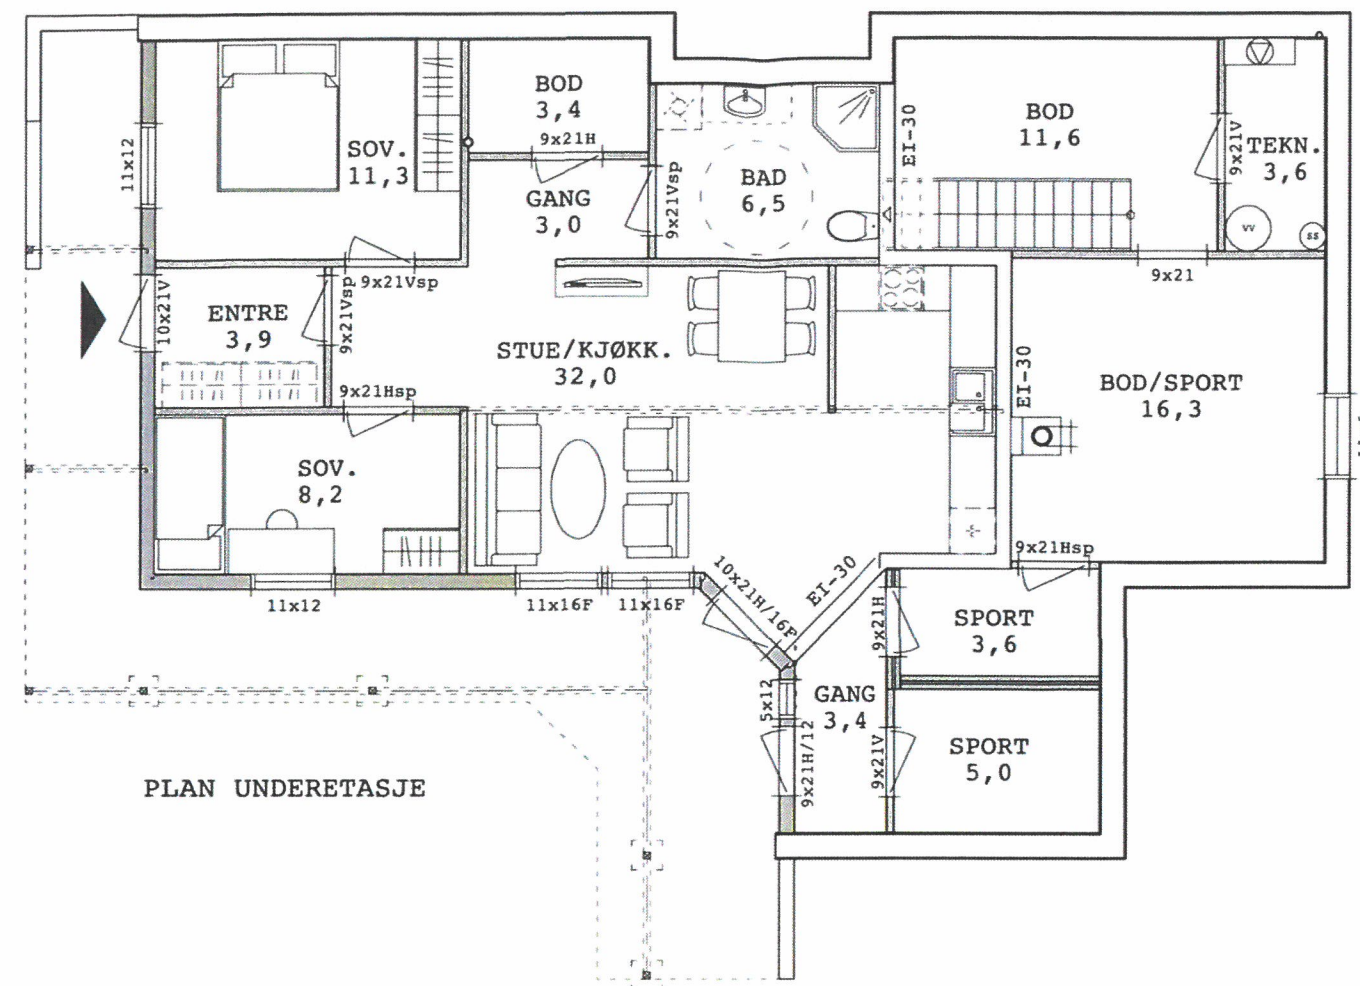 BOD
3,4
9x21H
SOV.
11,3
11x12
GANG
3,0
9x21Vsp
BAD
6,5
EI-30
BOD
11,6
9x21V
TEKN.
3,6
VV
SS
9x21
9x21Vsp
10x21V
ENTRE
3,9
9x21Vsp
9x21Hsp
STUE/KJØKK.
32,0
EI-30
BOD/SPORT
16,3
SOV.
8,2
11x12
11x16F
11x16F
10x21H/16F
EI-30
9x21Hsp
9x21H
SPORT
3,6
GANG
3,4
5x12
9x21H/12
9x21V
SPORT
5,0
PLAN UNDERETASJE